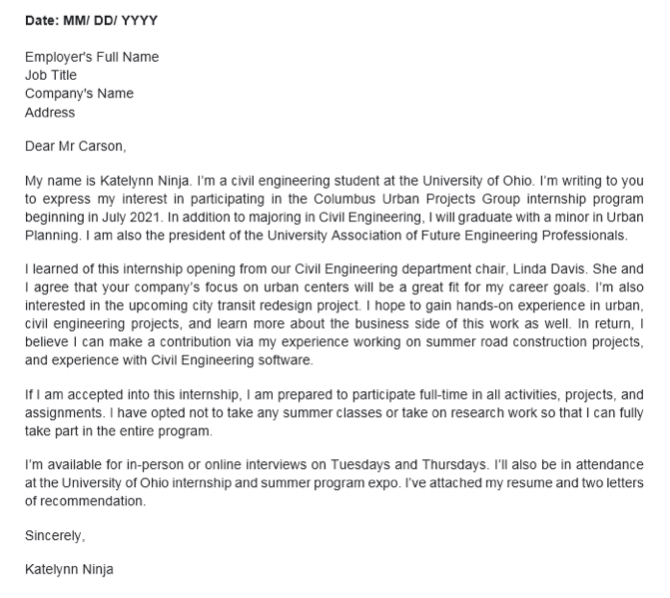 Date: MM/ DD/ YYYY
Employer's Full Name
Job Title
Company's Name
Address
Dear Mr Carson,
My name is Katelynn Ninja. I'm a civil engineering student at the University of Ohio. I'm writing to you
to express my interest in participating in the Columbus Urban Projects Group internship program
beginning in July 2021. In addition to majoring in Civil Engineering, I will graduate with a minor in Urban
Planning. I am also the president of the University Association of Future Engineering Professionals.
I learned of this internship opening from our Civil Engineering department chair, Linda Davis. She and
I agree that your company's focus on urban centers will be a great fit for my career goals. I'm also
interested in the upcoming city transit redesign project. I hope to gain hands-on experience in urban,
civil engineering projects, and learn more about the business side of this work as well. In return, I
believe I can make a contribution via my experience working on summer road construction projects,
and experience with Civil Engineering software.
If I am accepted into this internship, I am prepared to participate full-time in all activities, projects, and
assignments. I have opted not to take any summer classes or take on research work so that I can fully
take part in the entire program.
I'm available for in-person or online interviews on Tuesdays and Thursdays. I'll also be in attendance
at the University of Ohio internship and summer program expo. I've attached my resume and two letters
of recommendation.
Sincerely,
Katelynn Ninja